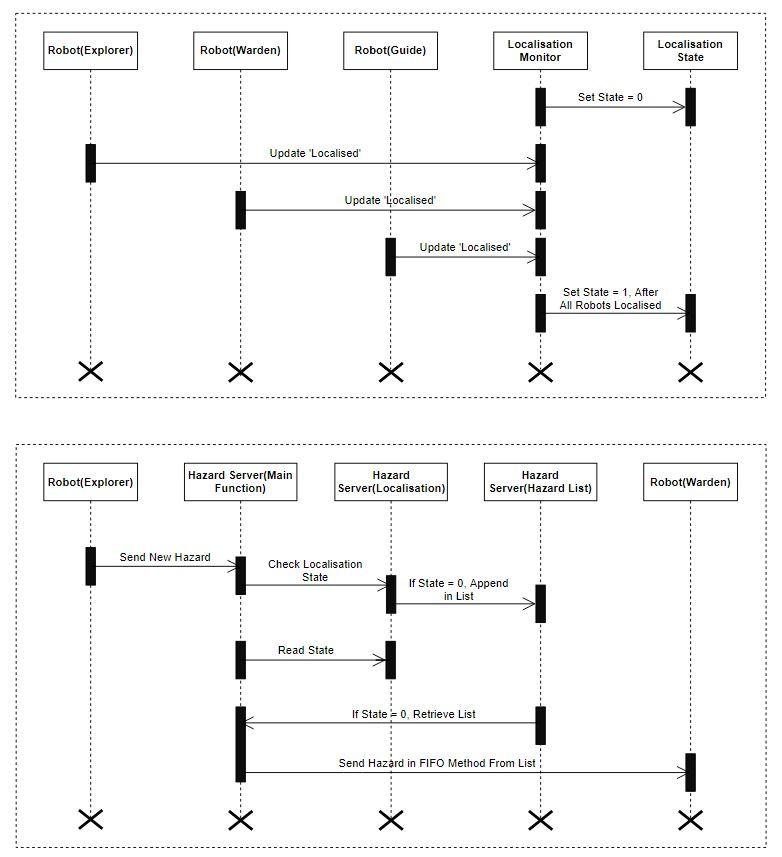 Robot(Explorer)
Robot(Warden)
Robot(Guide)
Localisation
Monitor
Localisation
State
Set State = 0
Update 'Localised'
Update 'Localised'
Update 'Localised'
Set State = 1, After
All Robots Localised
Robot(Explorer)
Hazard Server(Main
Function)
Hazard
Server(Localisation)
Hazard
Server(Hazard List)
Robot(Warden)
Send New Hazard
Check Localisation
State
If State = 0, Append
in List
Read State
If State = 0, Retrieve List
Send Hazard in FIFO Method From List